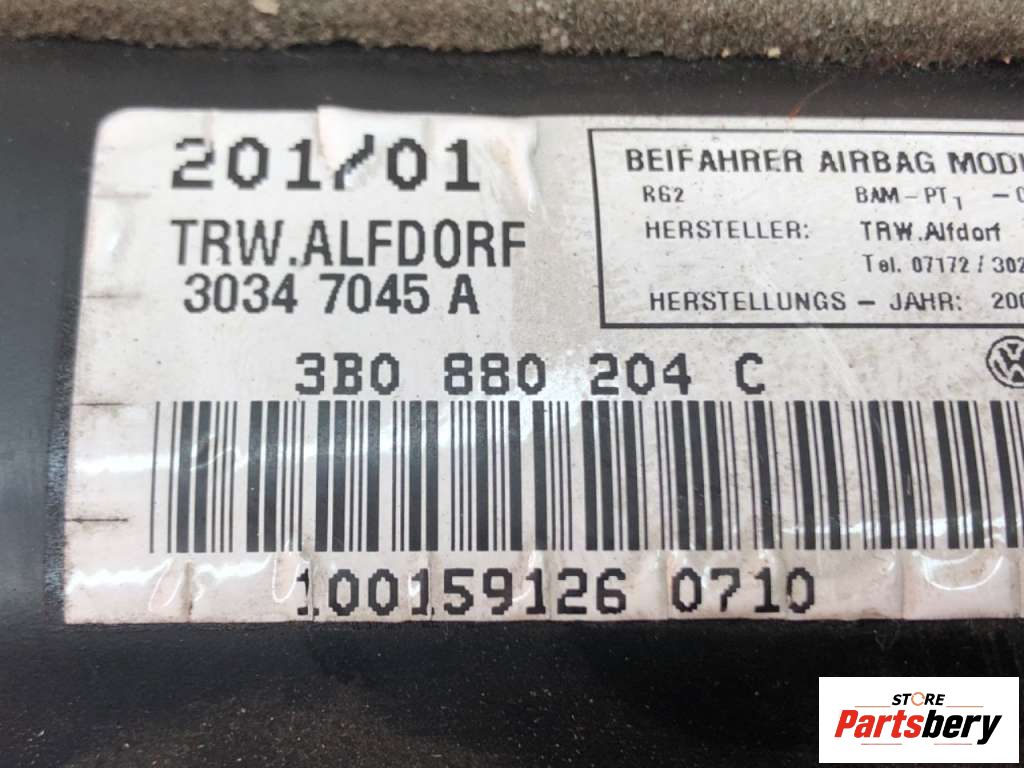 201/01
TRW.ALFDORF
3034 7045 A
BEIFAHRER AIRBAG
RG2 BAM-PT1
HERSTELLER: TRW.Alfdorf
Tel. 07172/302
HERSTELLUNGS - JAHR:
3B0 880 204 C
100159126 0710
STORE
Partsbery